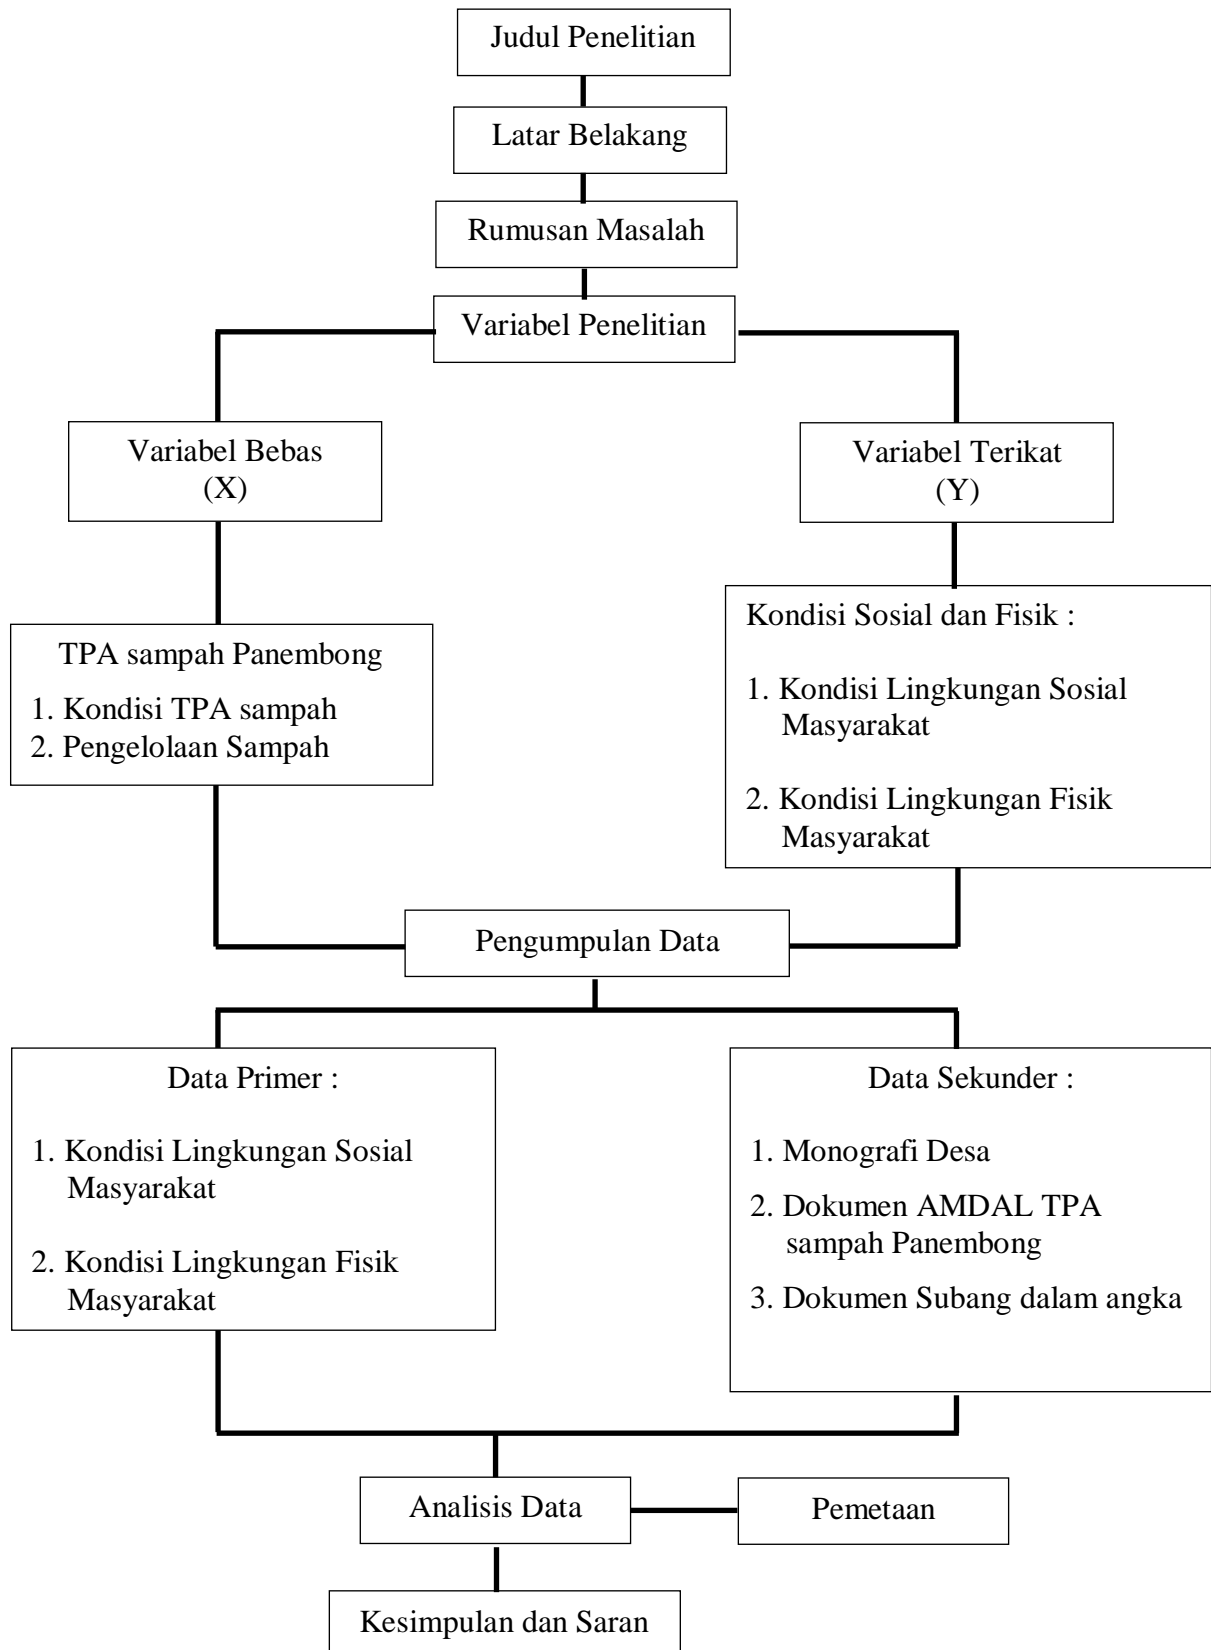 Judul Penelitian
Latar Belakang
Rumusan Masalah
Variabel Penelitian
Variabel Bebas
(X)
Variabel Terikat
(Y)
TPA sampah Panembong
1. Kondisi TPA sampah
2. Pengelolaan Sampah
Kondisi Sosial dan Fisik :
1. Kondisi Lingkungan Sosial
Masyarakat
2. Kondisi Lingkungan Fisik
Masyarakat
Pengumpulan Data
Data Primer :
1. Kondisi Lingkungan Sosial
Masyarakat
2. Kondisi Lingkungan Fisik
Masyarakat
Data Sekunder :
1. Monografi Desa
2. Dokumen AMDAL TPA
sampah Panembong
3. Dokumen Subang dalam angka
Analisis Data
Pemetaan
Kesimpulan dan Saran